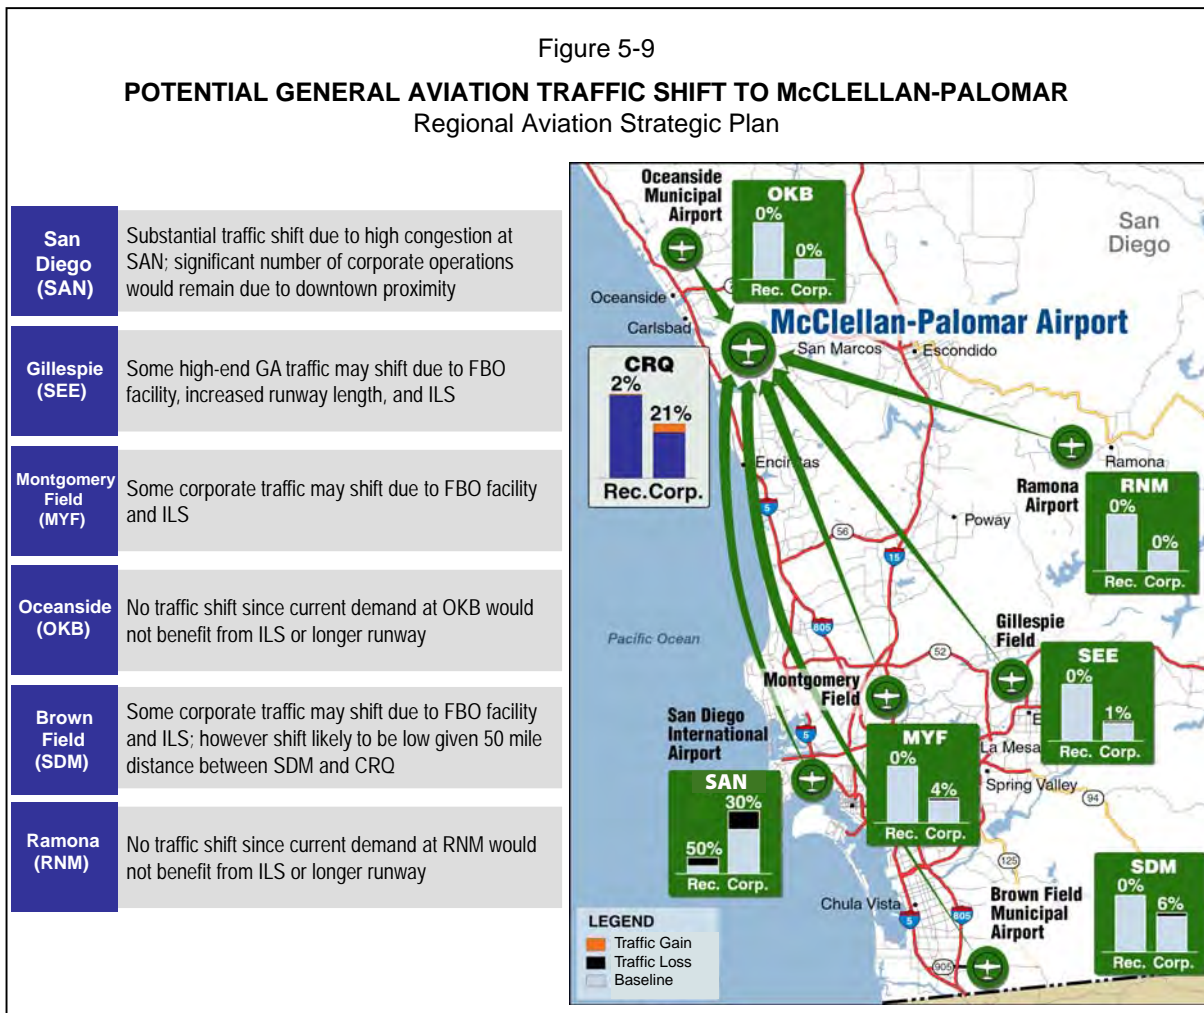 Figure 5-9
POTENTIAL GENERAL AVIATION TRAFFIC SHIFT TO McCLELLAN-PALOMAR
Regional Aviation Strategic Plan
San
Diego
(SAN)
Substantial traffic shift due to high congestion at
SAN; significant number of corporate operations
would remain due to downtown proximity
Gillespie
(SEE)
Some high-end GA traffic may shift due to FBO
facility, increased runway length, and ILS
Montgomery
Field
(MYF)
Some corporate traffic may shift due to FBO facility
and ILS
Oceanside
(OKB)
No traffic shift since current demand at OKB would
not benefit from ILS or longer runway
Brown
Field
(SDM)
Some corporate traffic may shift due to FBO facility
and ILS; however shift likely to be low given 50 mile
distance between SDM and CRQ
Ramona
(RNM)
No traffic shift since current demand at RNM would
not benefit from ILS or longer runway
Oceanside
Municipal
Airport
OKB
0%
0%
Rec. Corp.
San
Diego
Oceanside
Carlsbad
McClellan-Palomar Airport
San Marcos
Escondido
CRQ
2%
21%
Rec. Corp.
Encinitas
Ramona
Ramona
Airport
RNM
0%
0%
Rec. Corp.
Poway
5
56
15
805
Pacific Ocean
52
Gillespie
Field
SEE
0%
1%
Rec. Corp.
Montgomery
Field
San Diego
International
Airport
5
MYF
0%
4%
Rec. Corp.
La Mesa
Spring Valley
94
SAN
30%
50%
Rec. Corp.
125
Chula Vista
5
805
Brown Field
Municipal
Airport
SDM
0%
6%
Rec. Corp.
905
LEGEND
Traffic Gain
Traffic Loss
Baseline